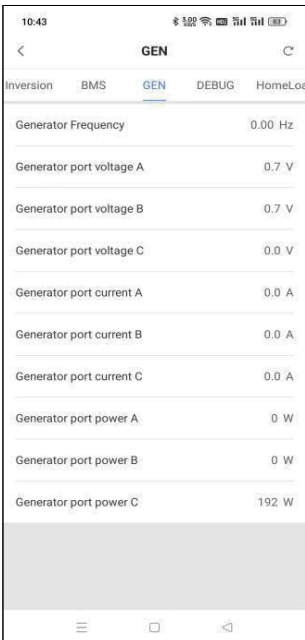 10:43
GEN
Inversion BMS GEN DEBUG HomeLoa
Generator Frequency 0.00 Hz
Generator port voltage A 0.7 V
Generator port voltage B 0.7 V
Generator port voltage C 0.0 V
Generator port current A 0.0 A
Generator port current B 0.0 A
Generator port current C 0.0 A
Generator port power A 0 W
Generator port power B 0 W
Generator port power C 192 W